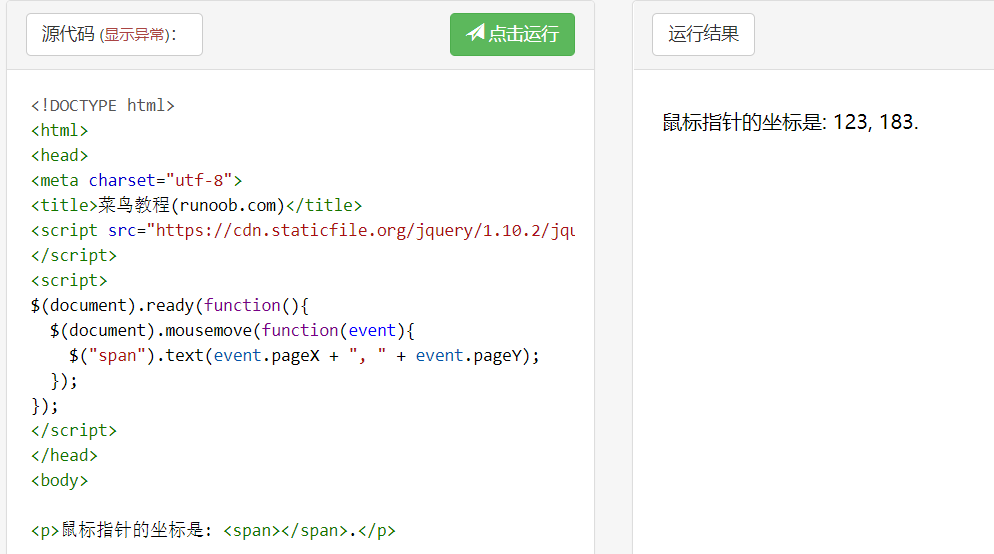 源代码 (显示异常)：
点击运行
<!DOCTYPE html>
<html>
<head>
<meta charset="utf-8">
<title>菜鸟教程(runoob.com)</title>
<script src="https://cdn.staticfile.org/jquery/1.10.2/jqu
</script>
<script>
$(document).ready(function(){
  $(document).mousemove(function(event){
    $("span").text(event.pageX + ", " + event.pageY);
  });
});
</script>
</head>
<body>
<p>鼠标指针的坐标是: <span></span>.</p>
运行结果
鼠标指针的坐标是: 123, 183.